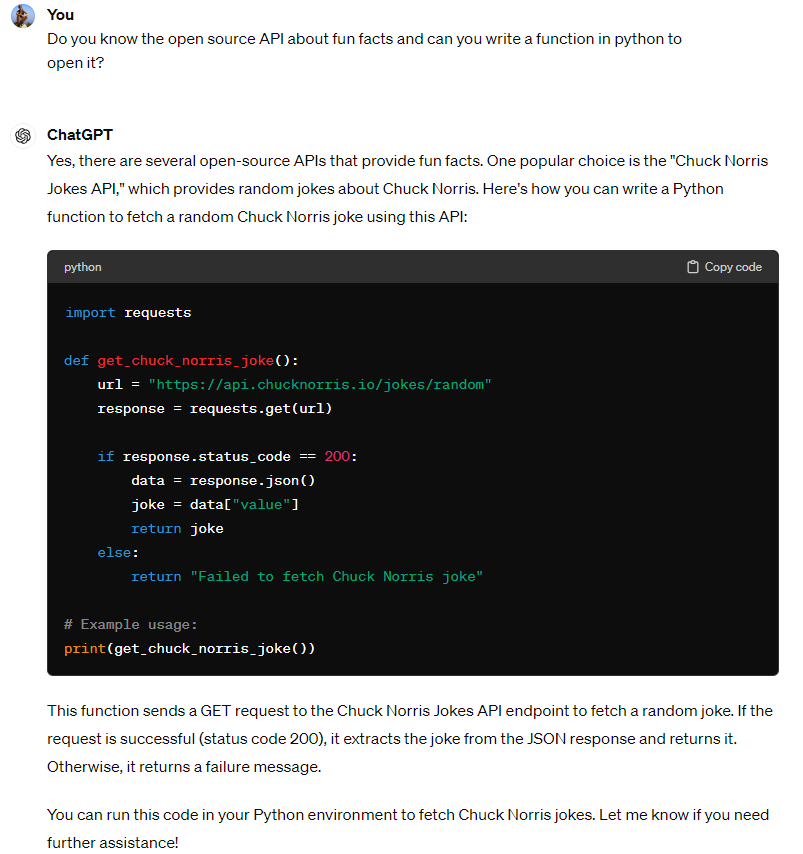 You
Do you know the open source API about fun facts and can you write a function in python to
open it?
ChatGPT
Yes, there are several open-source APIs that provide fun facts. One popular choice is the "Chuck Norris
Jokes API," which provides random jokes about Chuck Norris. Here's how you can write a Python
function to fetch a random Chuck Norris joke using this API:
python Copy code
import requests
def get_chuck_norris_joke():
    url = "https://api.chucknorris.io/jokes/random"
    response = requests.get(url)
    if response.status_code == 200:
        data = response.json()
        joke = data["value"]
        return joke
    else:
        return "Failed to fetch Chuck Norris joke"
# Example usage:
print(get_chuck_norris_joke())
This function sends a GET request to the Chuck Norris Jokes API endpoint to fetch a random joke. If the
request is successful (status code 200), it extracts the joke from the JSON response and returns it.
Otherwise, it returns a failure message.
You can run this code in your Python environment to fetch Chuck Norris jokes. Let me know if you need
further assistance!